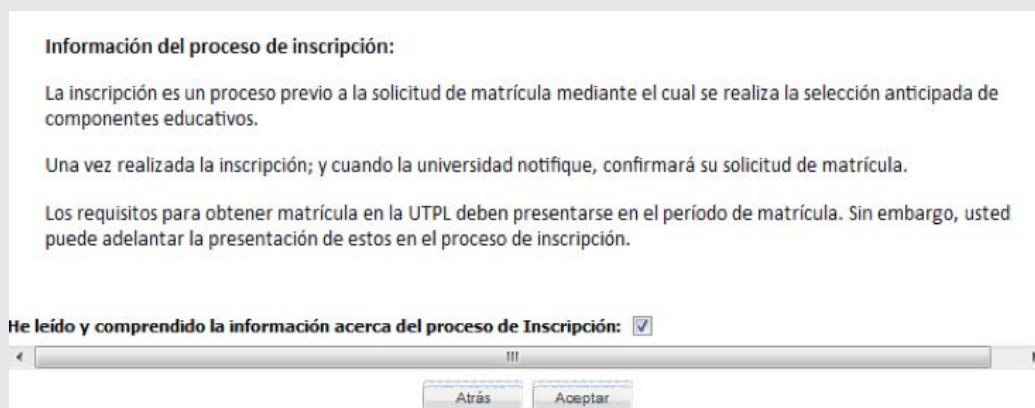 Información del proceso de inscripción:
La inscripción es un proceso previo a la solicitud de matrícula mediante el cual se realiza la selección anticipada de
componentes educativos.
Una vez realizada la inscripción; y cuando la universidad notifique, confirmará su solicitud de matrícula.
Los requisitos para obtener matrícula en la UTPL deben presentarse en el período de matrícula. Sin embargo, usted
puede adelantar la presentación de estos en el proceso de inscripción.
He leído y comprendido la información acerca del proceso de Inscripción:
Atrás Aceptar